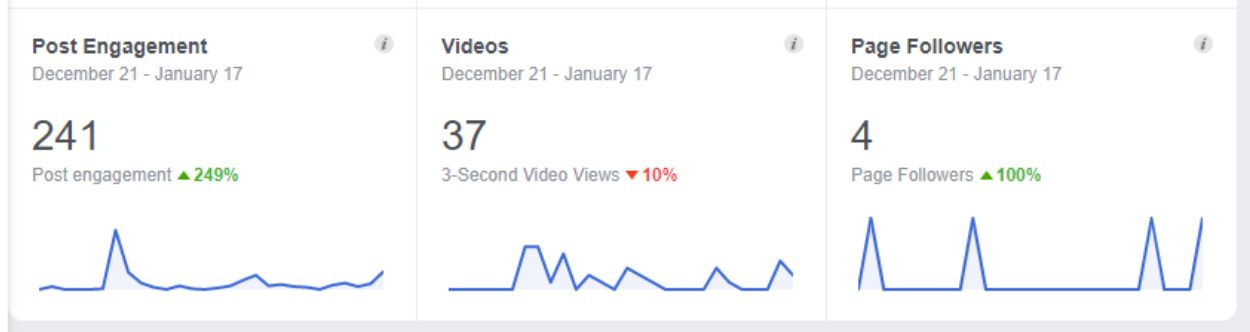 Post Engagement
December 21 - January 17
241
Post engagement ▲ 249%
Videos
December 21 - January 17
37
3-Second Video Views ▼ 10%
Page Followers
December 21 - January 17
4
Page Followers ▲ 100%